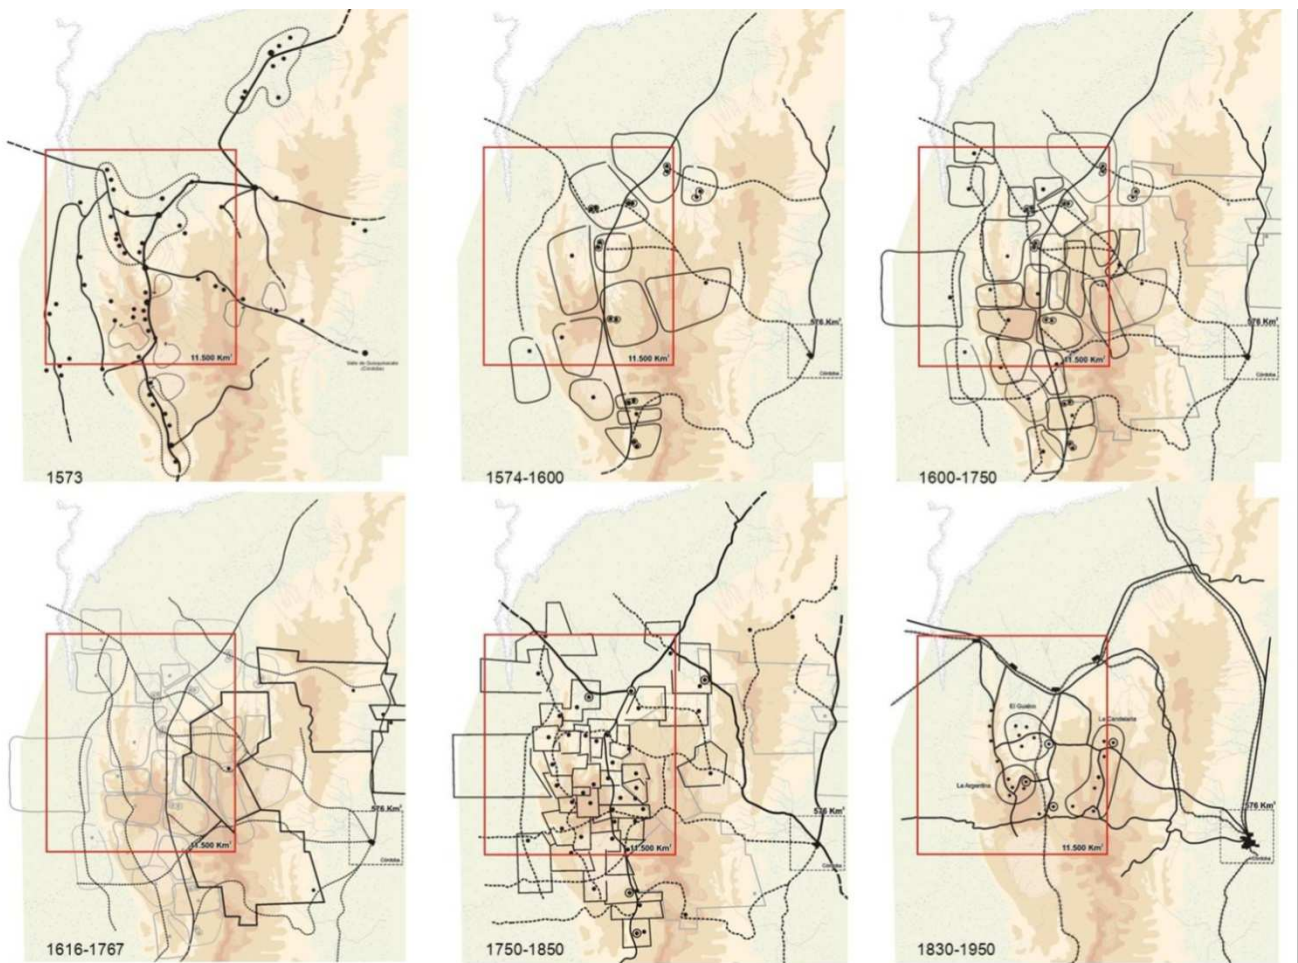 11.500 Km²
Valle de Quisquisacate
(Córdoba)
1573
576 Km²
11.500 Km²
Córdoba
1574-1600
576 Km²
11.500 Km²
Córdoba
1600-1750
576 Km²
11.500 Km²
Córdoba
1616-1767
576 Km²
11.500 Km²
Córdoba
1750-1850
El Guaico
La Candelaria
La Argentina
576 Km²
11.500 Km²
Córdoba
1830-1950